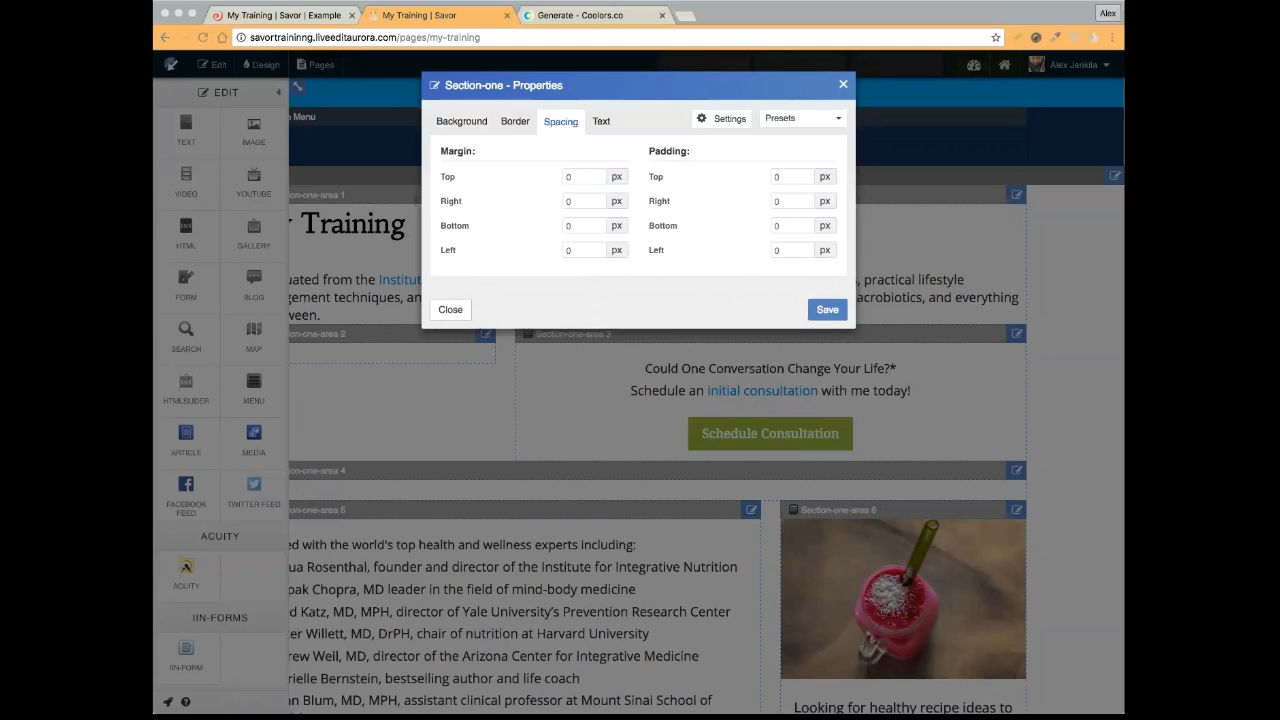 My Training | Savor | Example
My Training | Savor
Generate - Coolors.co
Alex
savortraininng.liveeditaurora.com/pages/my-training
Edit
Design
Pages
Alex Jankila
EDIT
TEXT
IMAGE
VIDEO
YOUTUBE
HTML
GALLERY
FORM
BLOG
SEARCH
MAP
HTMLSLIDER
MENU
ARTICLE
MEDIA
FACEBOOK
FEED
TWITTER FEED
ACUITY
ACUITY
IIN-FORMS
IIN-FORM
Section-one - Properties
Background
Border
Spacing
Text
Settings
Presets
Margin:
Padding:
Top 0 px
Top 0 px
Right 0 px
Right 0 px
Bottom 0 px
Bottom 0 px
Left 0 px
Left 0 px
Close
Save
n Menu
ction-one-area 1
Training
uated from the Institu
s, practical lifestyle
gement techniques, an
acrobiotics, and everything
ween.
ction-one-area 2
Section-one-area 3
Could One Conversation Change Your Life?*
Schedule an initial consultation with me today!
Schedule Consultation
ction-one-area 4
ction-one-area 5
Section-one-area 6
ed with the world's top health and wellness experts including:
ua Rosenthal, founder and director of the Institute for Integrative Nutrition
pak Chopra, MD leader in the field of mind-body medicine
d Katz, MD, MPH, director of Yale University's Prevention Research Center
er Willett, MD, DrPH, chair of nutrition at Harvard University
rew Weil, MD, director of the Arizona Center for Integrative Medicine
rielle Bernstein, bestselling author and life coach
n Blum, MD, MPH, assistant clinical professor at Mount Sinai School of
Looking for healthy recipe ideas to